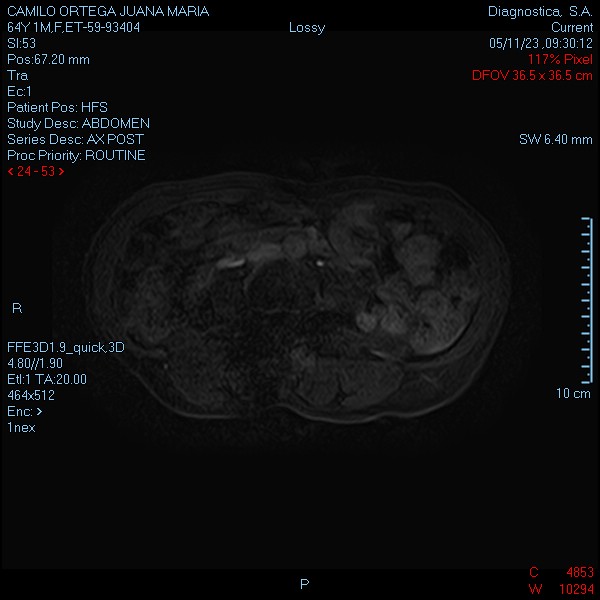 CAMILO ORTEGA JUANA MARIA
64Y 1M,F,ET-59-93404
SI:53
Pos:67.20 mm
Tra
Ec:1
Patient Pos: HFS
Study Desc: ABDOMEN
Series Desc: AX POST
Proc Priority: ROUTINE
< 24 - 53 >
Lossy
Diagnostica, S.A.
Current
05/11/23 ,09:30:12
117% Pixel
DFOV 36.5 x 36.5 cm
SW 6.40 mm
R
FFE3D1.9_quick,3D
4.80//1.90
Etl:1 TA:20.00
464x512
Enc: >
1nex
10 cm
P
C 4853
W 10294